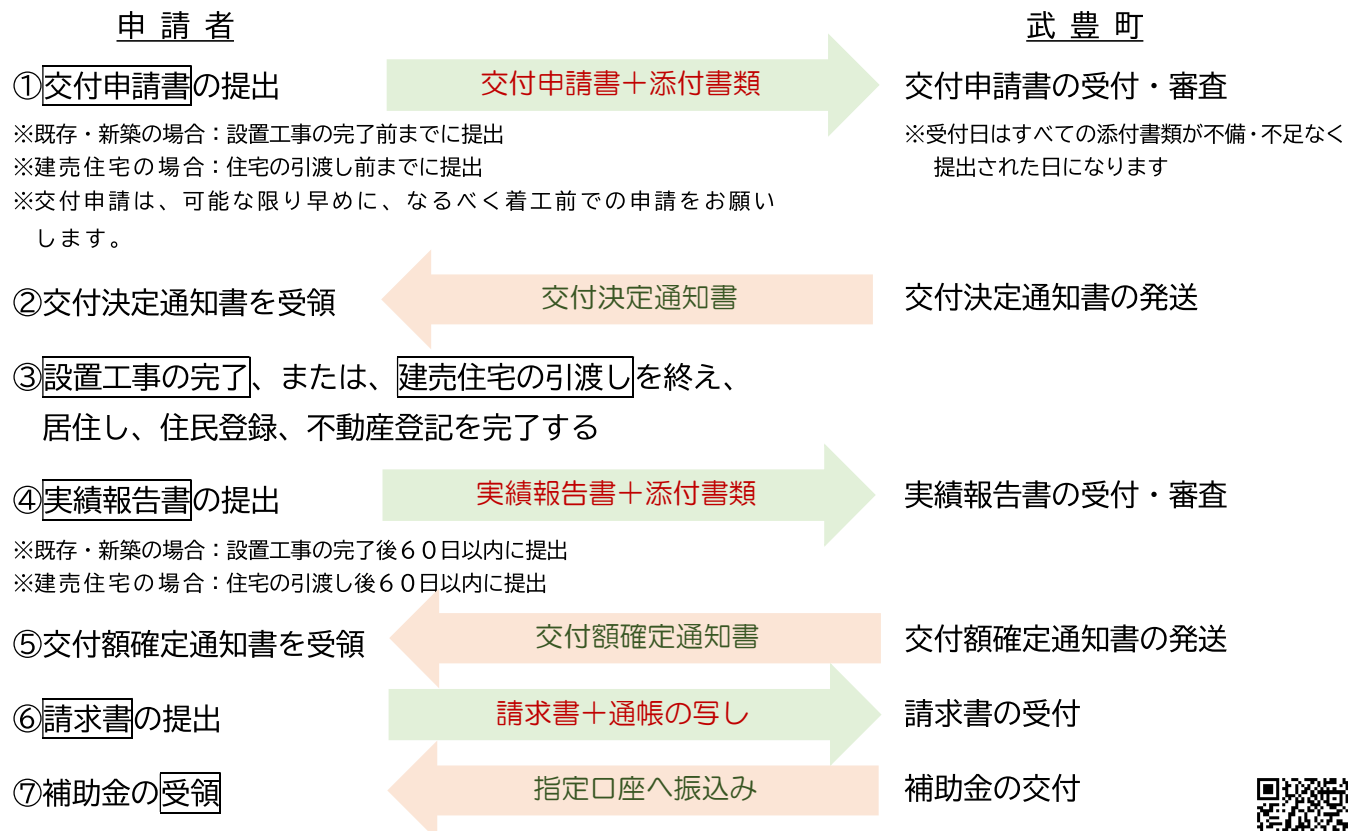 申請者
武豊町
①交付申請書の提出
交付申請書＋添付書類
交付申請書の受付・審査
※既存・新築の場合：設置工事の完了前までに提出
※建売住宅の場合：住宅の引渡し前までに提出
※交付申請は、可能な限り早めに、なるべく着工前での申請をお願い
します。
※受付日はすべての添付書類が不備・不足なく
提出された日になります
②交付決定通知書を受領
交付決定通知書
交付決定通知書の発送
③設置工事の完了、または、建売住宅の引渡しを終え、
居住し、住民登録、不動産登記を完了する
④実績報告書の提出
実績報告書＋添付書類
実績報告書の受付・審査
※既存・新築の場合：設置工事の完了後６０日以内に提出
※建売住宅の場合：住宅の引渡し後６０日以内に提出
⑤交付額確定通知書を受領
交付額確定通知書
交付額確定通知書の発送
⑥請求書の提出
請求書＋通帳の写し
請求書の受付
⑦補助金の受領
指定口座へ振込み
補助金の交付